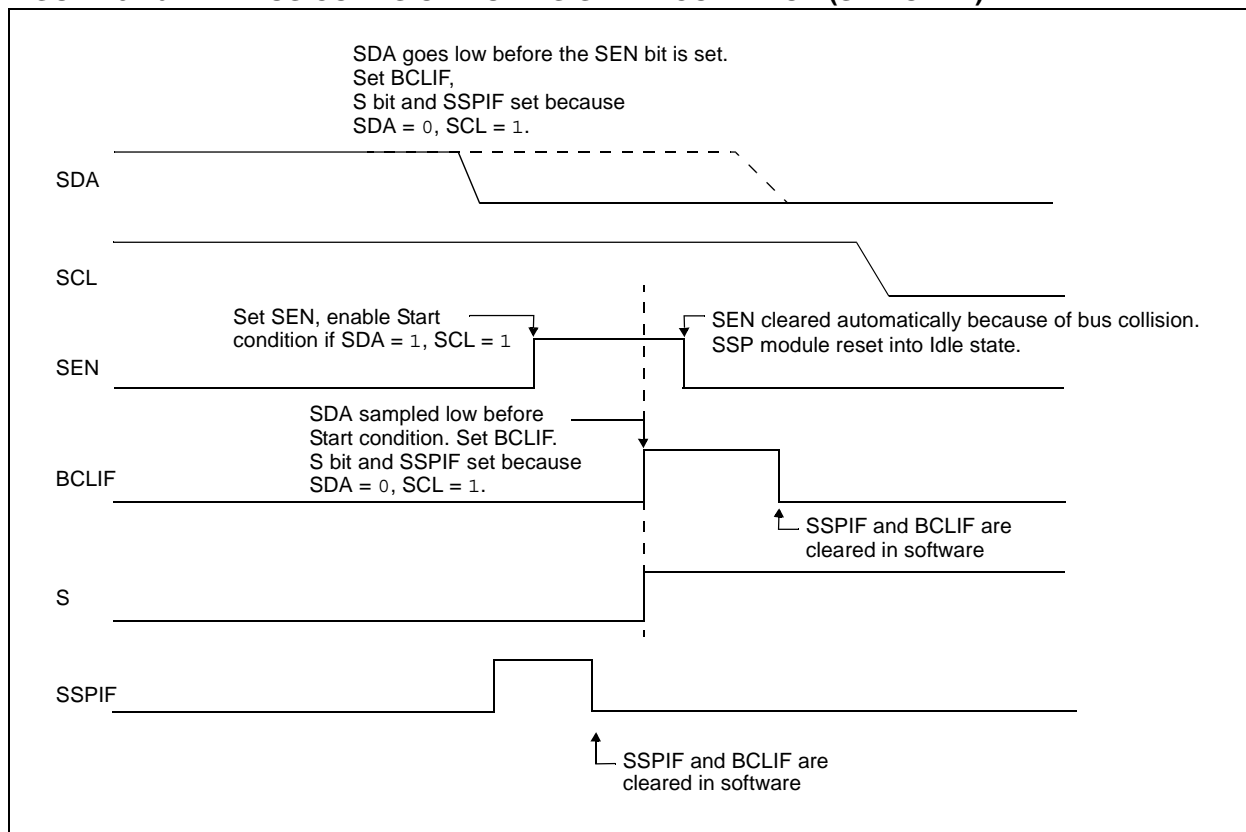 SDA goes low before the SEN bit is set.
Set BCLIF,
S bit and SSPIF set because
SDA = 0, SCL = 1.
SDA
SCL
Set SEN, enable Start
condition if SDA = 1, SCL = 1
SEN cleared automatically because of bus collision.
SSP module reset into Idle state.
SEN
SDA sampled low before
Start condition. Set BCLIF.
S bit and SSPIF set because
SDA = 0, SCL = 1.
BCLIF
SSPIF and BCLIF are
cleared in software
S
SSPIF
SSPIF and BCLIF are
cleared in software